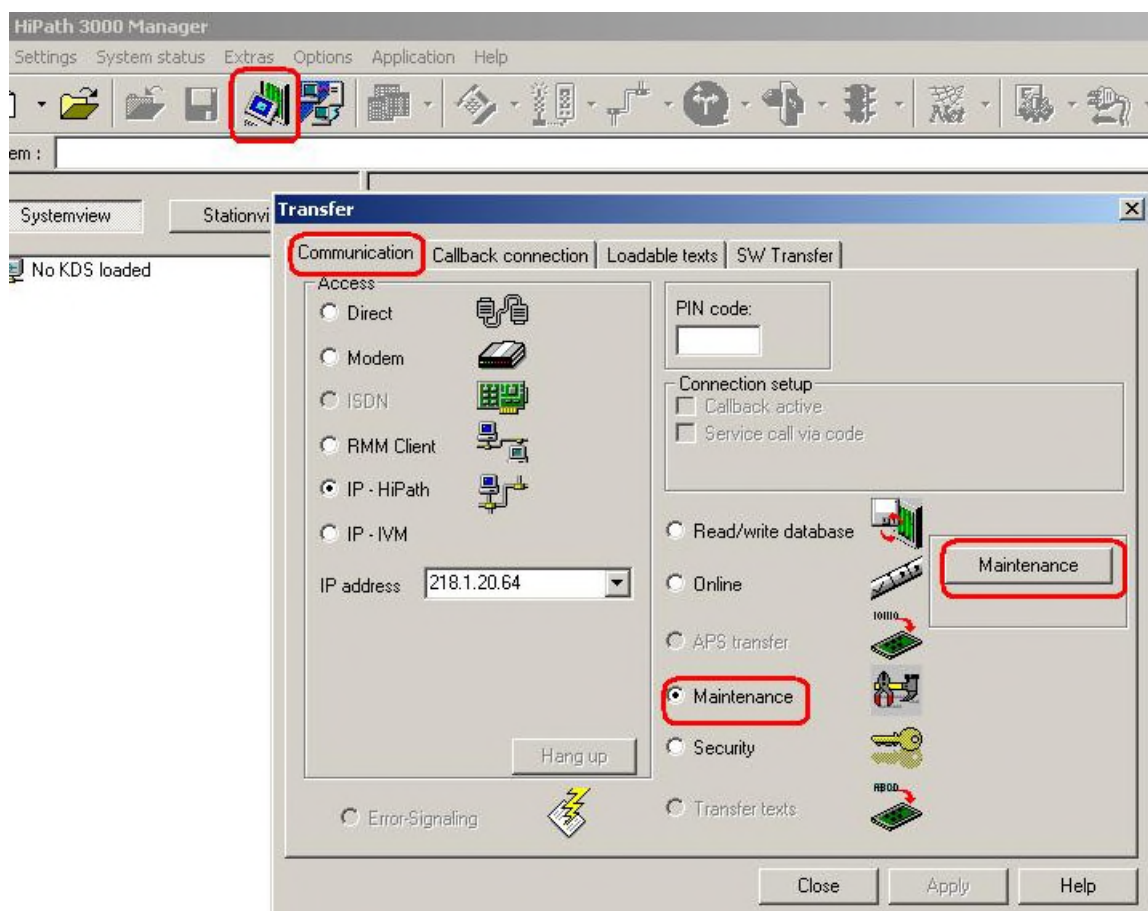 HiPath 3000 Manager
Settings System status Extras Options Application Help
em :
Systemview Stationvi
No KDS loaded
Transfer
Communication Callback connection Loadable texts SW Transfer
Access
Direct
Modem
ISDN
RMM Client
IP - HiPath
IP - IVM
IP address 218.1.20.64
Hang up
Error-Signaling
PIN code:
Connection setup
Callback active
Service call via code
Read/write database
Online
APS transfer
Maintenance
Security
Transfer texts
Maintenance
Close Apply Help